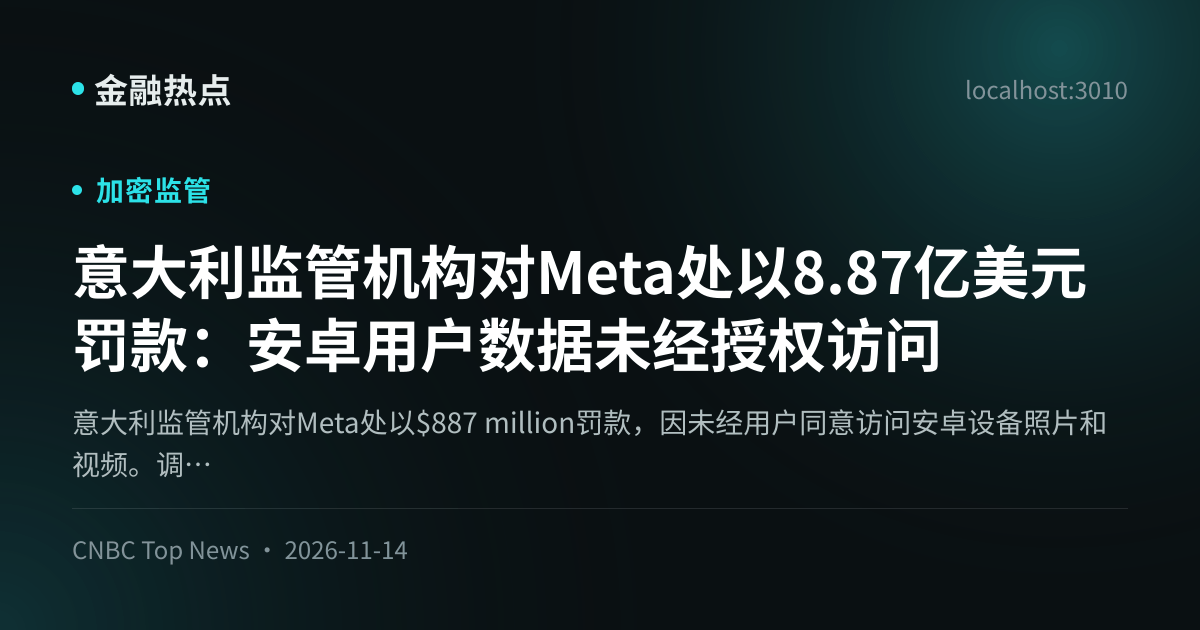 金融热点
localhost:3010
加密监管
意大利监管机构对Meta处以8.87亿美元
罚款：安卓用户数据未经授权访问
意大利监管机构对Meta处以$887 million罚款，因未经用户同意访问安卓设备照片和
视频。调…
CNBC Top News · 2026-11-14